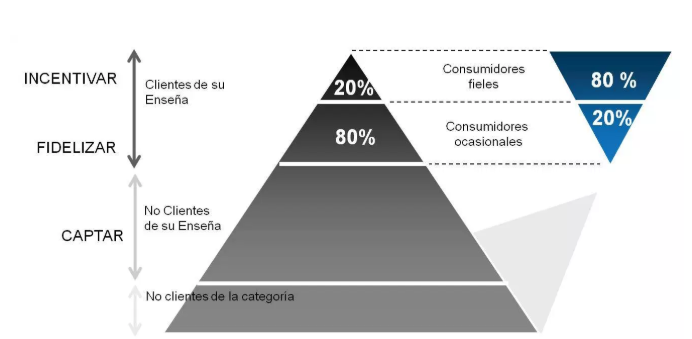 INCENTIVAR
Clientes de su
Enseña
FIDELIZAR
20%
80%
Consumidores
fieles
Consumidores
ocasionales
80 %
20%
No Clientes
de su Enseña
CAPTAR
No clientes de la categoria